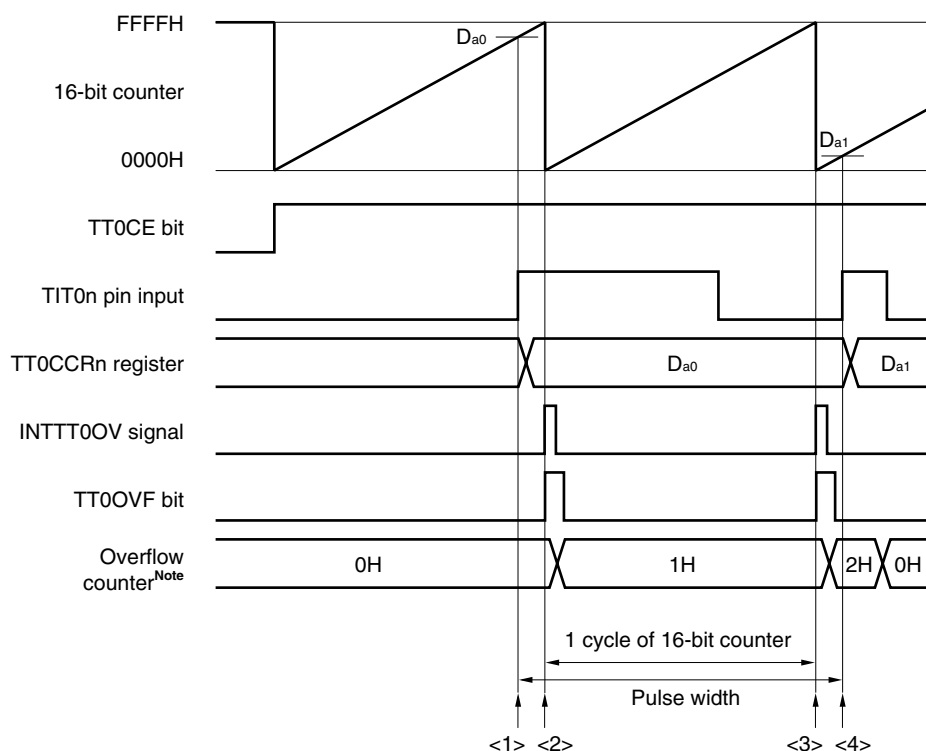 FFFFH
Da0
16-bit counter
0000H
Da1
TT0CE bit
TIT0n pin input
TT0CCRn register
Da0
Da1
INTTT0OV signal
TT0OVF bit
Overflow
counterNote
0H
1H
2H
0H
1 cycle of 16-bit counter
Pulse width
<1> <2> <3> <4>